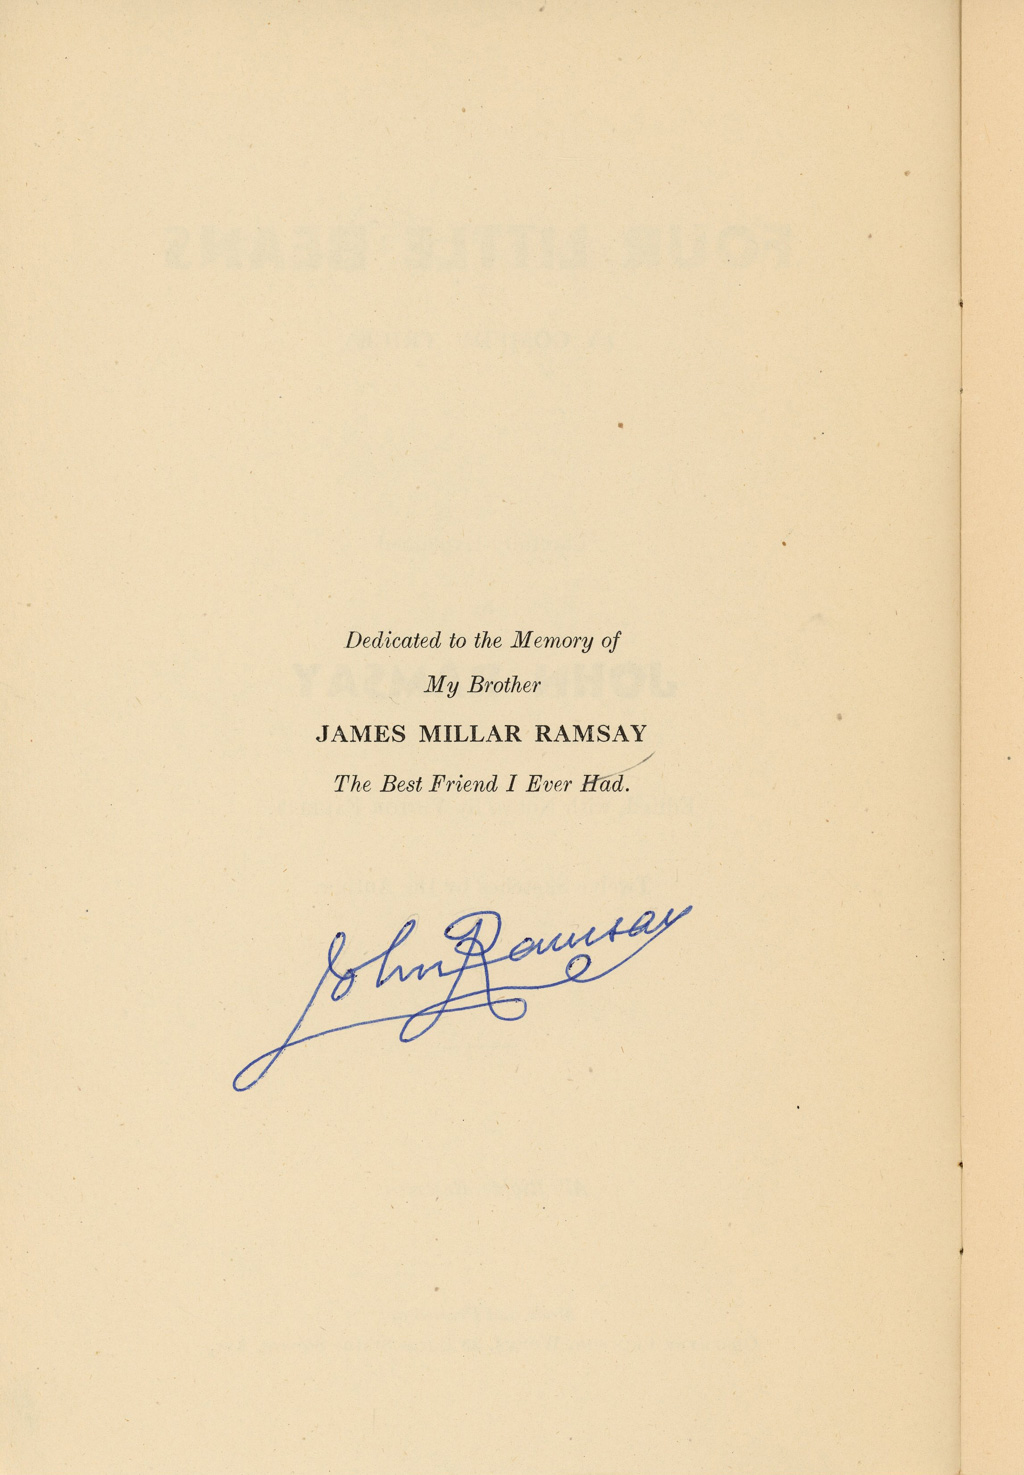 Dedicated to the Memory of
My Brother
JAMES MILLAR RAMSAY
The Best Friend I Ever Had.
John Ramsay